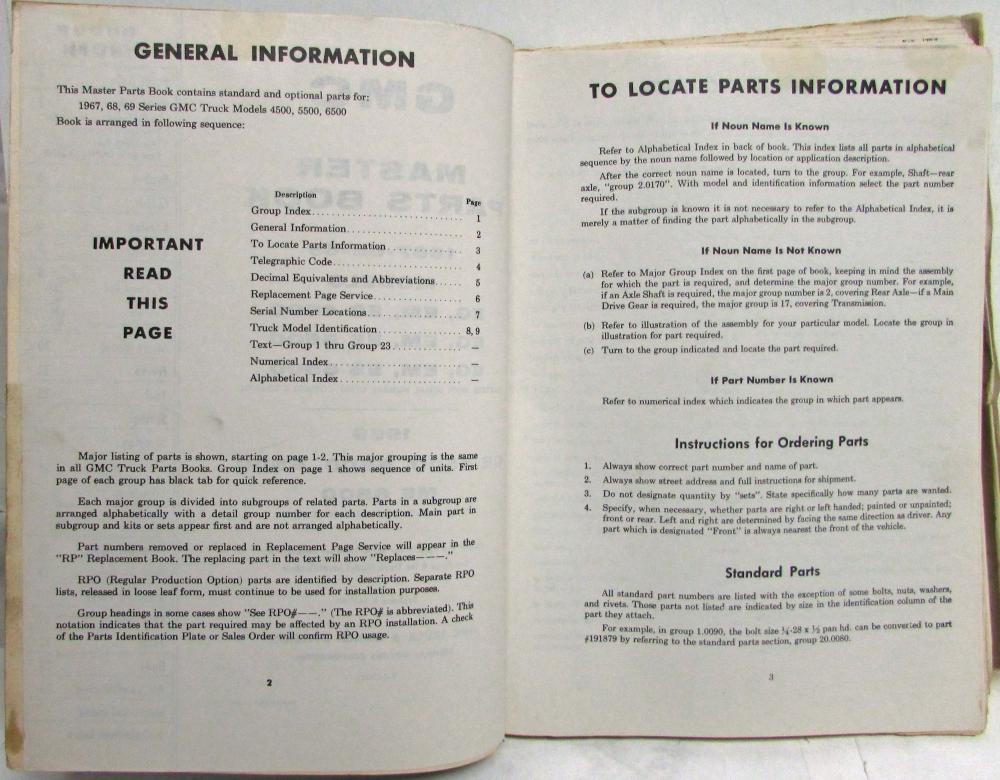 GENERAL INFORMATION
This Master Parts Book contains standard and optional parts for:
1967, 68, 69 Series GMC Truck Models 4500, 5500, 6500
Book is arranged in following sequence:
IMPORTANT
READ
THIS
PAGE
Description Page
Group Index 1
General Information 2
To Locate Parts Information 3
Telegraphic Code 4
Decimal Equivalents and Abbreviations 5
Replacement Page Service 6
Serial Number Locations 7
Truck Model Identification 8, 9
Text—Group 1 thru Group 23 —
Numerical Index —
Alphabetical Index —
Major listing of parts is shown, starting on page 1-2. This major grouping is the same
in all GMC Truck Parts Books. Group Index on page 1 shows sequence of units. First
page of each group has black tab for quick reference.
Each major group is divided into subgroups of related parts. Parts in a subgroup are
arranged alphabetically with a detail group number for each description. Main part in
subgroup and kits or sets appear first and are not arranged alphabetically.
Part numbers removed or replaced in Replacement Page Service will appear in the
"RP" Replacement Book. The replacing part in the text will show "Replaces———."
RPO (Regular Production Option) parts are identified by description. Separate RPO
lists, released in loose leaf form, must continue to be used for installation purposes.
Group headings in some cases show "See RPO#——." (The RPO# is abbreviated). This
notation indicates that the part required may be affected by an RPO installation. A check
of the Parts Identification Plate or Sales Order will confirm RPO usage.
2
TO LOCATE PARTS INFORMATION
If Noun Name Is Known
Refer to Alphabetical Index in back of book. This index lists all parts in alphabetical
sequence by the noun name followed by location or application description.
After the correct noun name is located, turn to the group. For example, Shaft—rear
axle, "group 2.0170". With model and identification information select the part number
required.
If the subgroup is known it is not necessary to refer to the Alphabetical Index, it is
merely a matter of finding the part alphabetically in the subgroup.
If Noun Name Is Not Known
(a) Refer to Major Group Index on the first page of book, keeping in mind the assembly
for which the part is required, and determine the major group number. For example,
if an Axle Shaft is required, the major group number is 2, covering Rear Axle—if a Main
Drive Gear is required, the major group is 17, covering Transmission.
(b) Refer to illustration of the assembly for your particular model. Locate the group in
illustration for part required.
(c) Turn to the group indicated and locate the part required.
If Part Number Is Known
Refer to numerical index which indicates the group in which part appears.
Instructions for Ordering Parts
1. Always show correct part number and name of part.
2. Always show street address and full instructions for shipment.
3. Do not designate quantity by "sets". State specifically how many parts are wanted.
4. Specify, when necessary, whether parts are right or left handed; painted or unpainted;
front or rear. Left and right are determined by facing the same direction as driver. Any
part which is designated "Front" is always nearest the front of the vehicle.
Standard Parts
All standard part numbers are listed with the exception of some bolts, nuts, washers,
and rivets. Those parts not listed are indicated by size in the identification column of the
part they attach.
For example, in group 1.0090, the bolt size ¼-28 x ½ pan hd. can be converted to part
#191879 by referring to the standard parts section, group 20.0080.
3